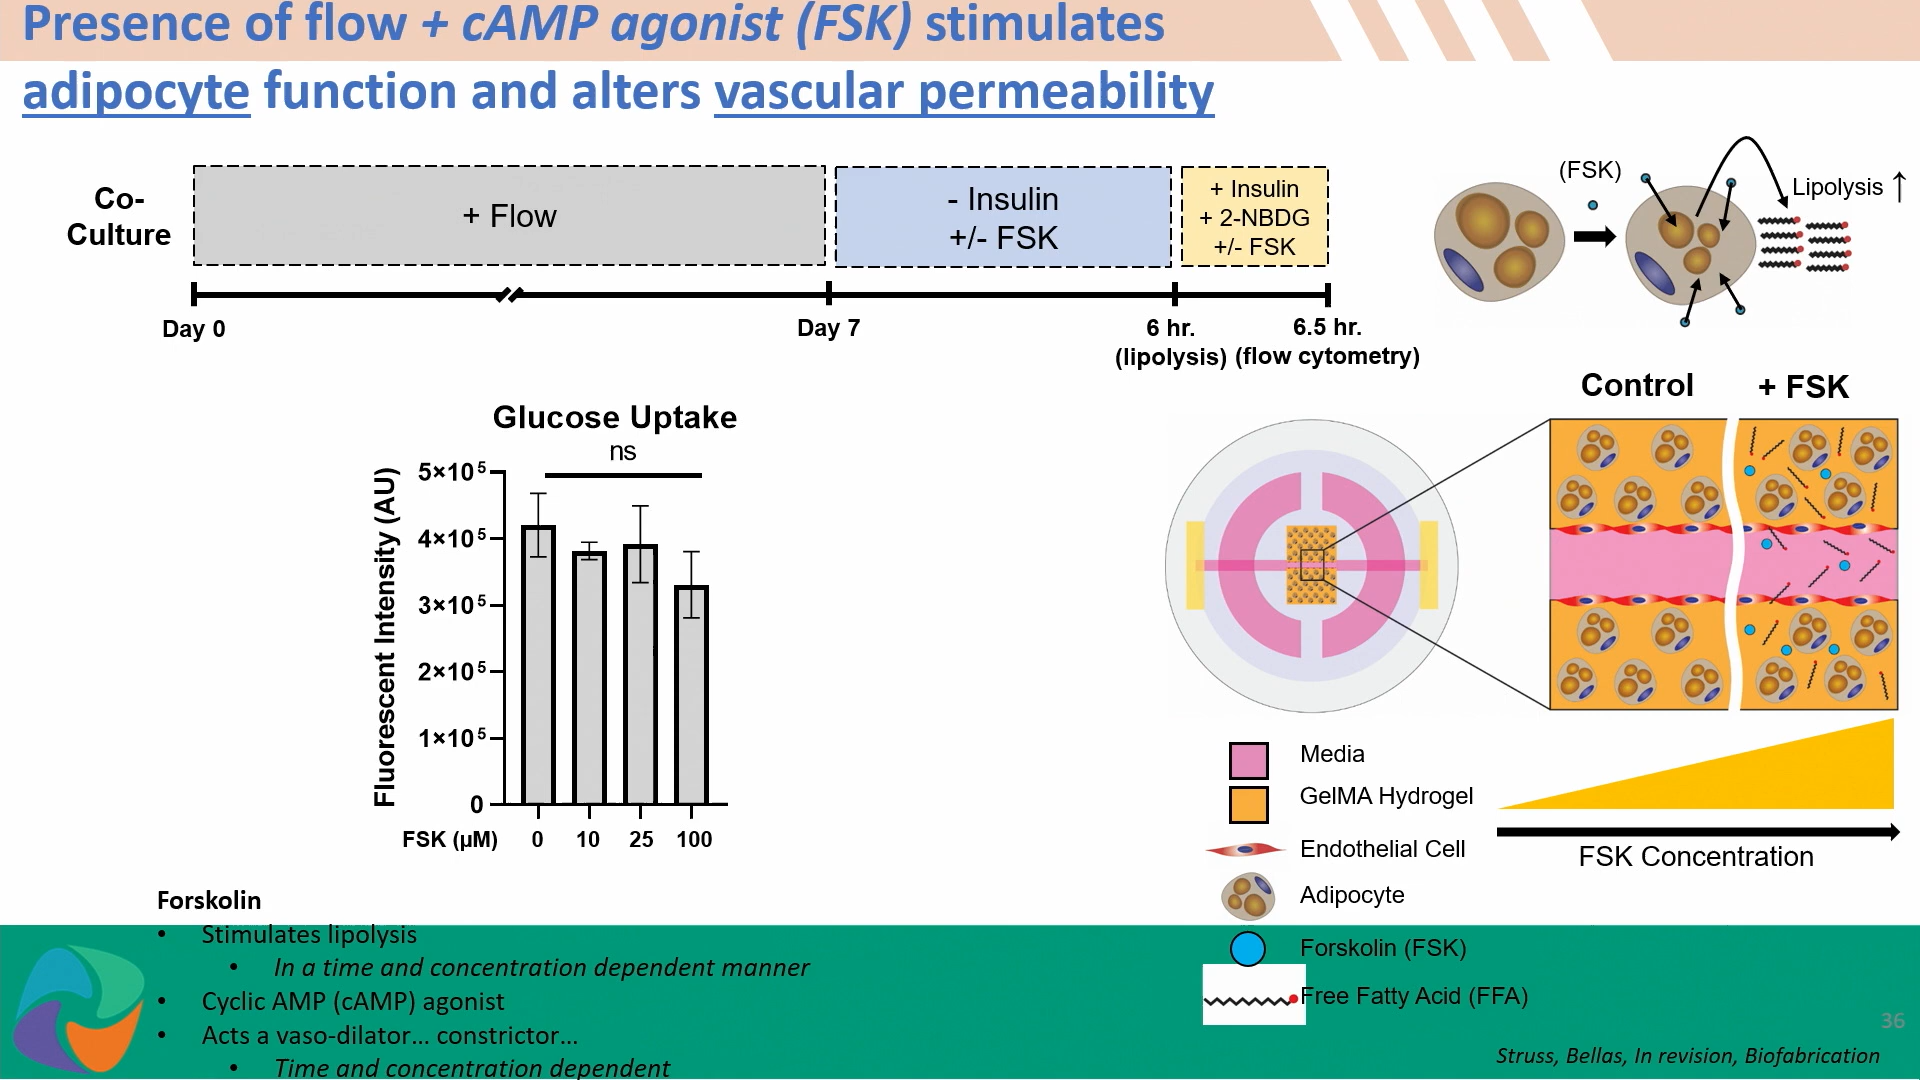 Presence of flow + cAMP agonist (FSK) stimulates
adipocyte function and alters vascular permeability
Co-
Culture
+ Flow
- Insulin
+/- FSK
+ Insulin
+ 2-NBDG
+/- FSK
Day 0
Day 7
6 hr.
(lipolysis)
6.5 hr.
(flow cytometry)
(FSK)
Lipolysis ↑
Control
+ FSK
Glucose Uptake
ns
Fluorescent Intensity (AU)
5×10⁵
4×10⁵
3×10⁵
2×10⁵
1×10⁵
0
FSK (µM) 0 10 25 100
Media
GelMA Hydrogel
Endothelial Cell
Adipocyte
Forskolin (FSK)
Free Fatty Acid (FFA)
FSK Concentration
Forskolin
• Stimulates lipolysis
• In a time and concentration dependent manner
• Cyclic AMP (cAMP) agonist
• Acts a vaso-dilator... constrictor...
• Time and concentration dependent
36
Struss, Bellas, In revision, Biofabrication